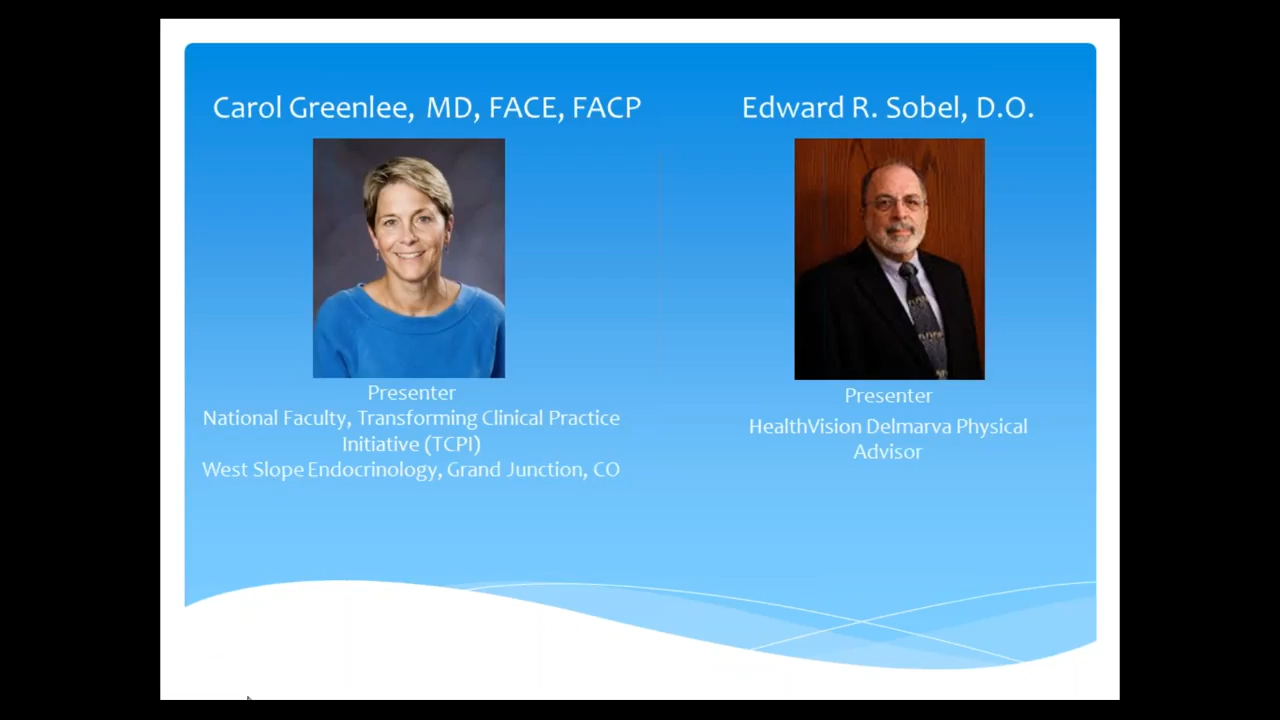 Carol Greenlee, MD, FACE, FACP
Presenter
National Faculty, Transforming Clinical Practice
Initiative (TCPI)
West Slope Endocrinology, Grand Junction, CO
Edward R. Sobel, D.O.
Presenter
HealthVision Delmarva Physical
Advisor